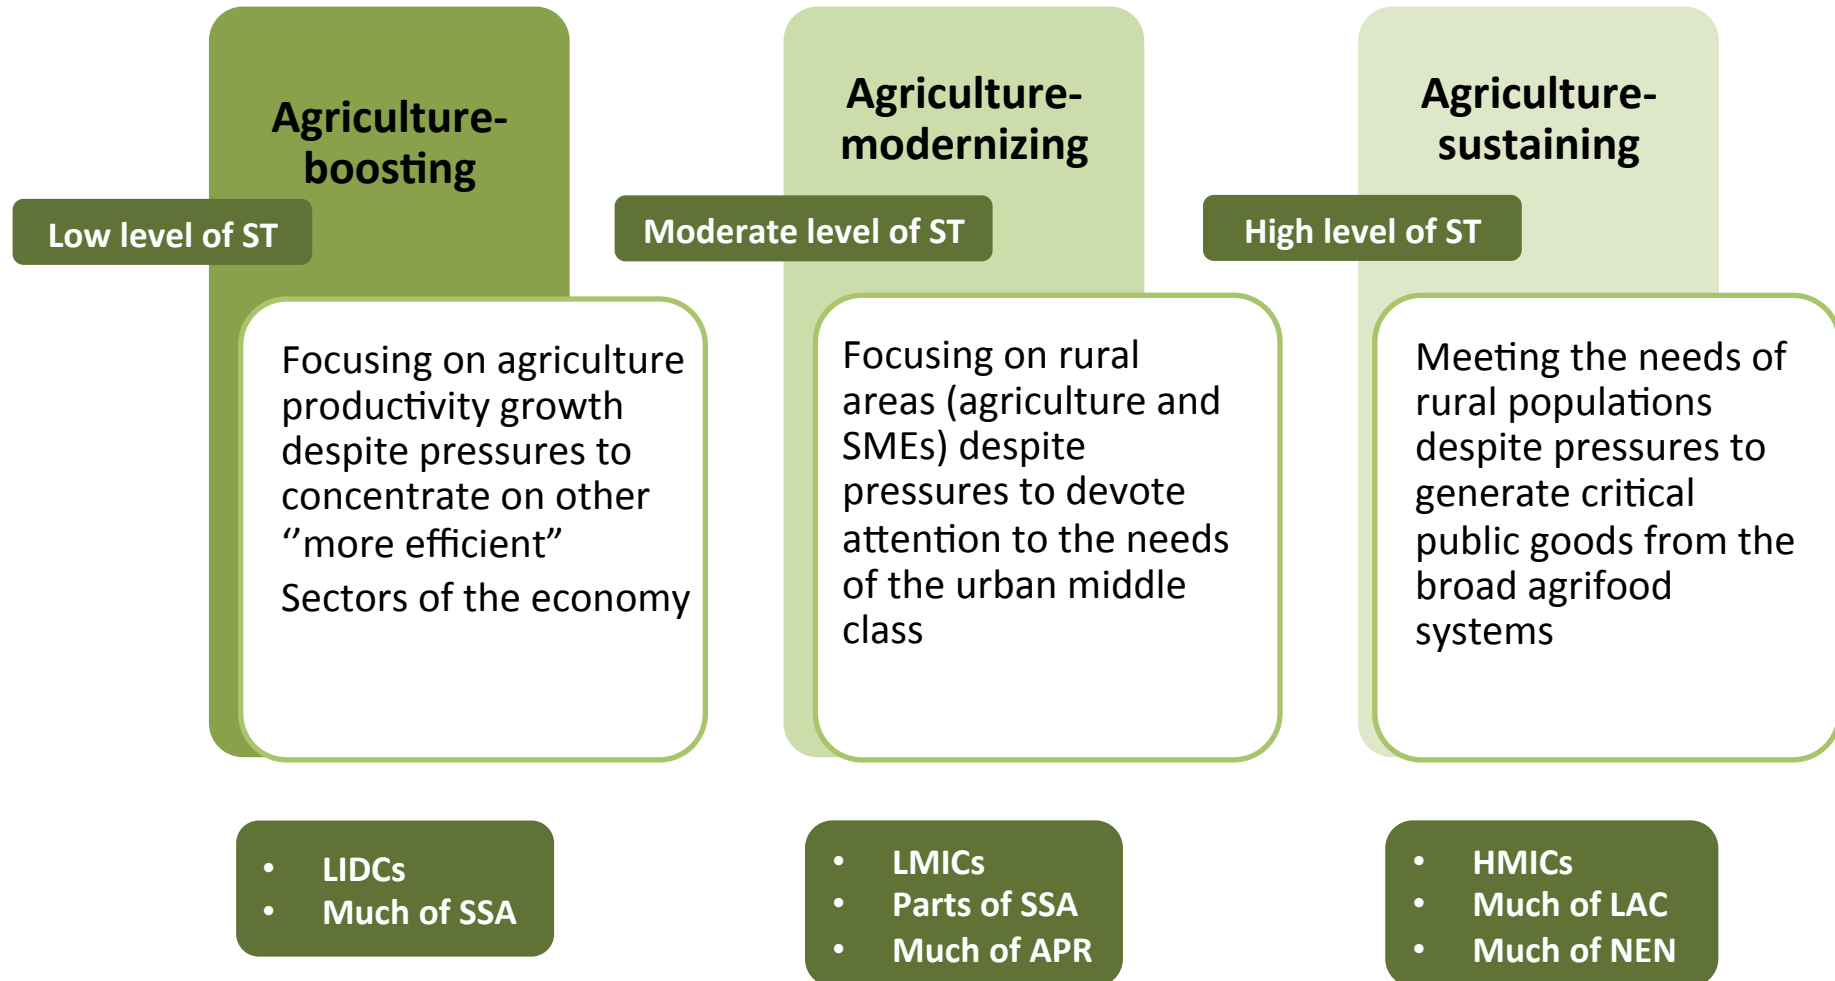 Agriculture-
boosting
Low level of ST
Focusing on agriculture
productivity growth
despite pressures to
concentrate on other
‘’more efficient”
Sectors of the economy
• LIDCs
• Much of SSA
Agriculture-
modernizing
Moderate level of ST
Focusing on rural
areas (agriculture and
SMEs) despite
pressures to devote
attention to the needs
of the urban middle
class
• LMICs
• Parts of SSA
• Much of APR
Agriculture-
sustaining
High level of ST
Meeting the needs of
rural populations
despite pressures to
generate critical
public goods from the
broad agrifood
systems
• HMICs
• Much of LAC
• Much of NEN